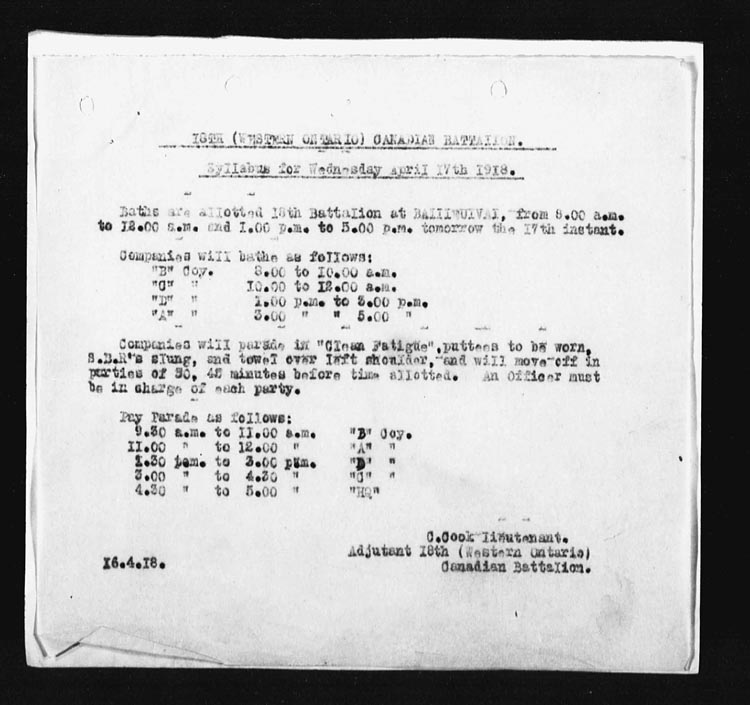 18TH (WESTERN ONTARIO) CANADIAN BATTALION.
Syllabus for Wednesday April 17th 1918.
Baths are allotted 18th Battalion at BAILLEULVAL, from 8.00 a.m.
to 12.00 a.m. and 1.00 p.m. to 5.00 p.m. tomorrow the 17th instant.
Companies will bathe as follows:
"B" Coy. 8.00 to 10.00 a.m.
"C" " 10.00 to 12.00 a.m.
"D" " 1.00 p.m. to 3.00 p.m.
"A" " 3.00 " " 5.00 "
Companies will parade in "Clean Fatigue", puttees to be worn,
S.B.R's slung, and towel over left shoulder, and will move off in
parties of 50, 45 minutes before time allotted. An Officer must
be in charge of each party.
Pay Parade as follows:
9.30 a.m. to 11.00 a.m. "B" Coy.
11.00 " to 12.00 " "A" "
1.30 p.m. to 3.00 p.m. "D" "
3.00 " to 4.30 " "C" "
4.30 " to 5.00 " "HQ"
C.Cook Lieutenant.
Adjutant 18th (Western Ontario)
16.4.18. Canadian Battalion.